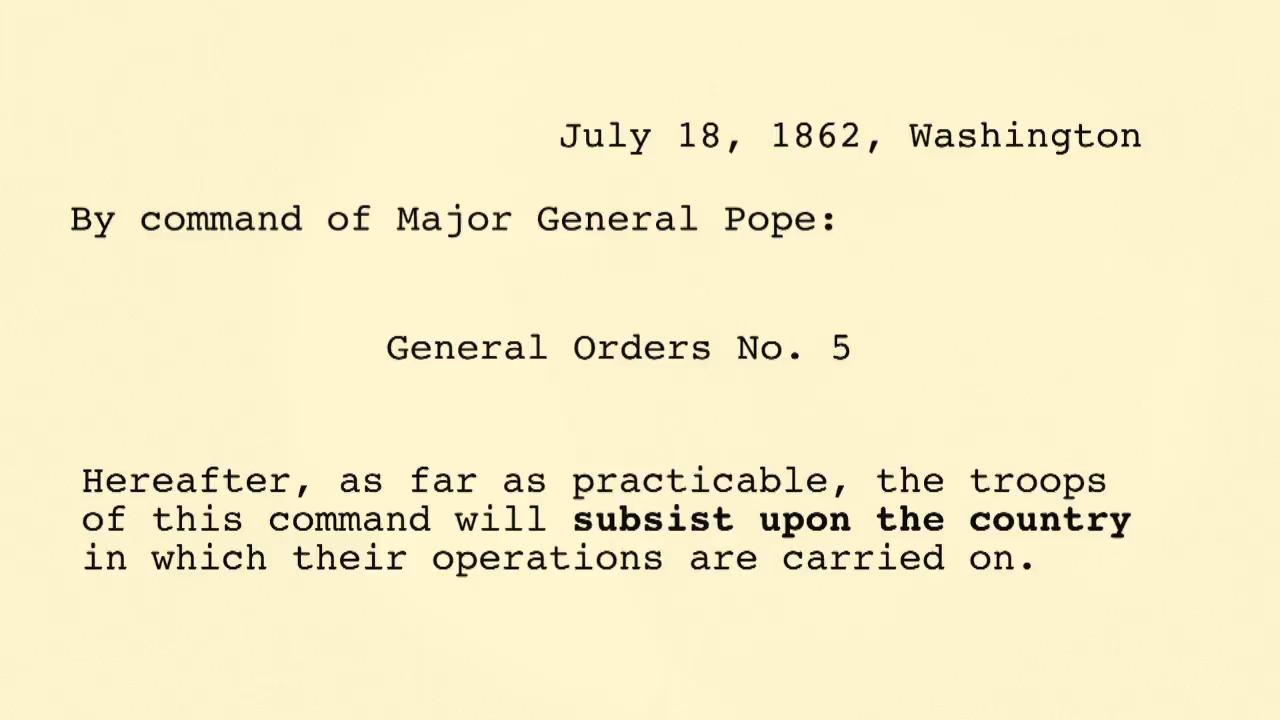 July 18, 1862, Washington
By command of Major General Pope:
General Orders No. 5
Hereafter, as far as practicable, the troops
of this command will subsist upon the country
in which their operations are carried on.